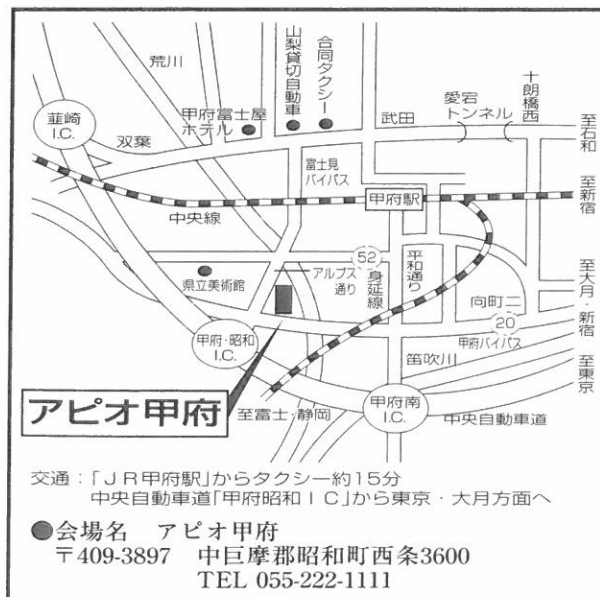 荒川
山梨貸切自動車
合同タクシー
十朗橋西
韮崎
I.C.
双葉
甲府富士屋
ホテル
武田
愛宕
トンネル
至石和
富士見
バイパス
中央線
甲府駅
至新宿
県立美術館
アルプス
通り
52
身延線
平和通り
向町二
20
甲府バイパス
至大月・新宿
甲府・昭和
I.C.
笛吹川
至東京
アピオ甲府
至富士・静岡
甲府南
I.C.
中央自動車道
交通：「JR甲府駅」からタクシー約15分
中央自動車道「甲府昭和IC」から東京・大月方面へ
●会場名　アピオ甲府
〒409-3897　中巨摩郡昭和町西条3600
TEL 055-222-1111